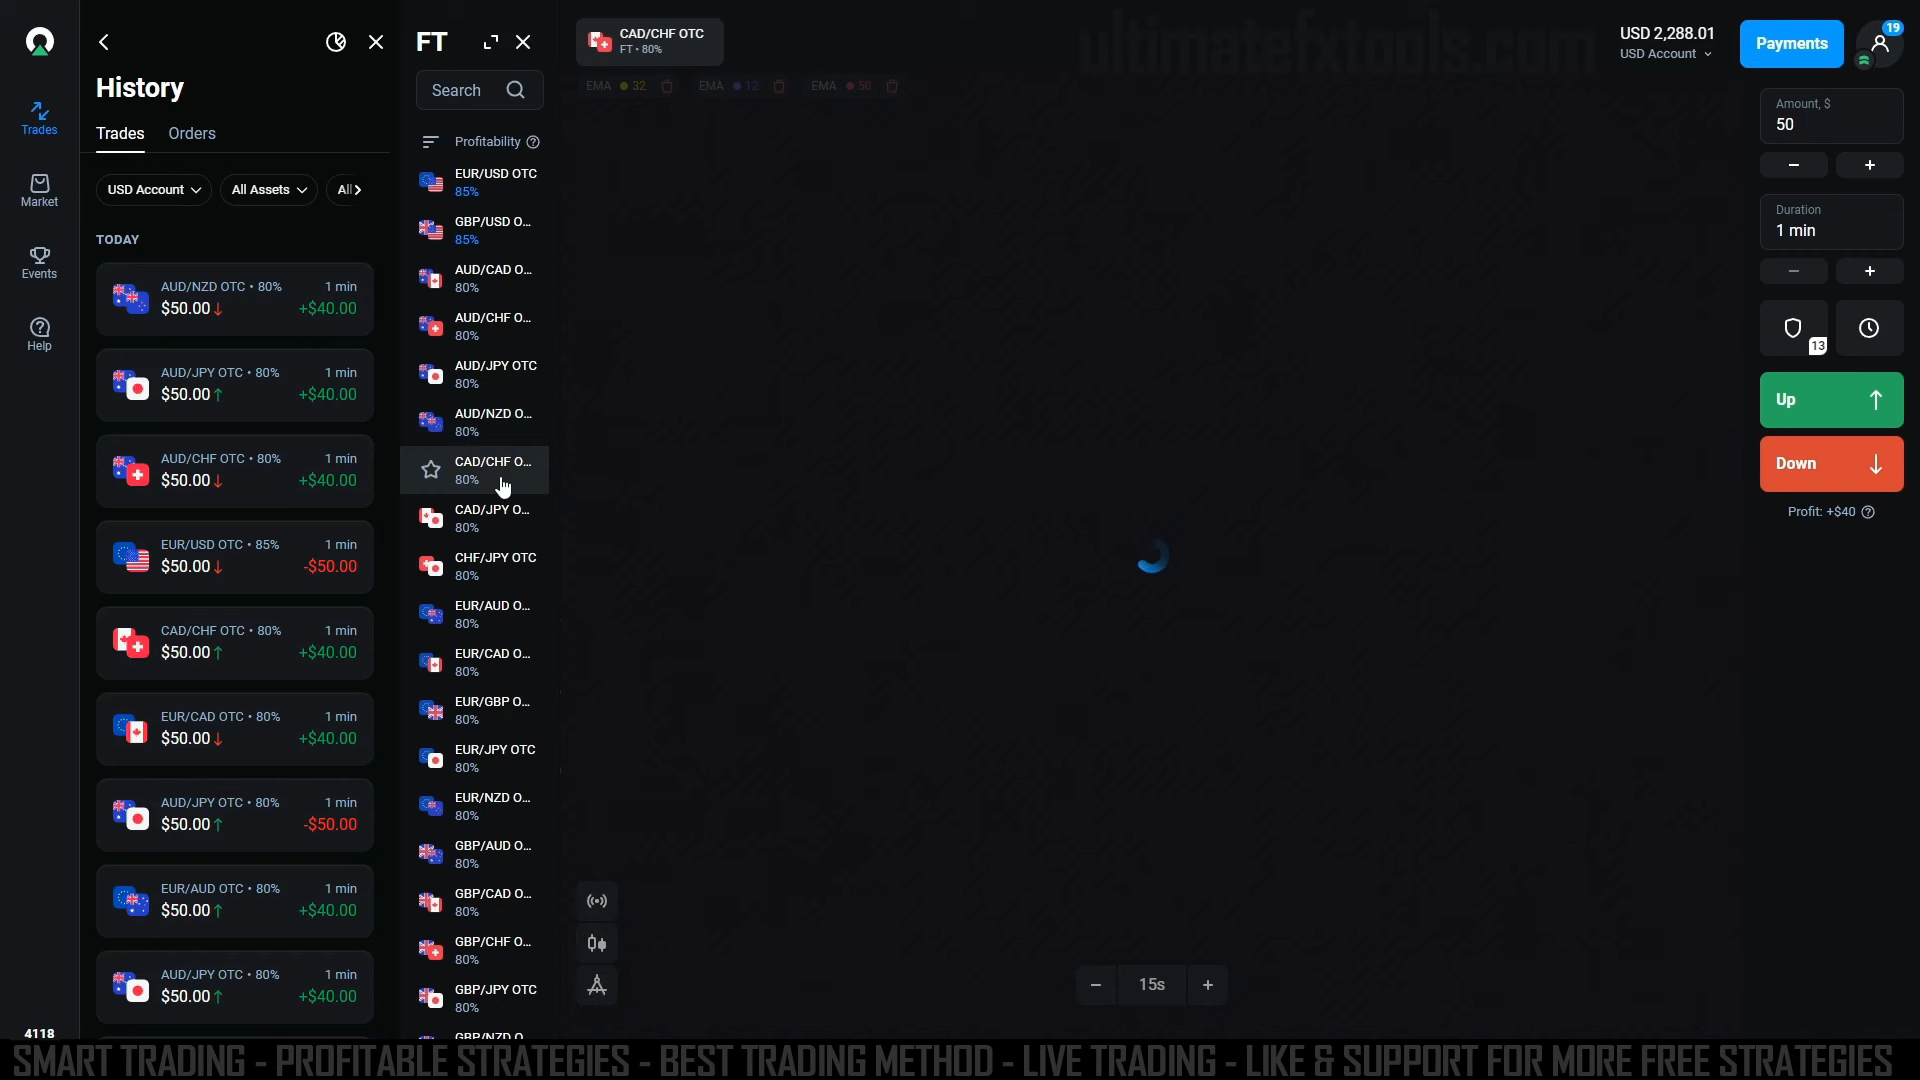 Trades
Market
Events
Help
4118
History
Trades
Orders
USD Account
All Assets
All
TODAY
AUD/NZD OTC • 80%
1 min
$50.00↓
+$40.00
AUD/JPY OTC • 80%
1 min
$50.00↑
+$40.00
AUD/CHF OTC • 80%
1 min
$50.00↓
+$40.00
EUR/USD OTC • 85%
1 min
$50.00↓
-$50.00
CAD/CHF OTC • 80%
1 min
$50.00↑
+$40.00
EUR/CAD OTC • 80%
1 min
$50.00↓
+$40.00
AUD/JPY OTC • 80%
1 min
$50.00↑
-$50.00
EUR/AUD OTC • 80%
1 min
$50.00↑
+$40.00
AUD/JPY OTC • 80%
1 min
$50.00↑
+$40.00
FT
Search
Profitability
EUR/USD OTC
85%
GBP/USD O...
85%
AUD/CAD O...
80%
AUD/CHF O...
80%
AUD/JPY OTC
80%
AUD/NZD O...
80%
CAD/CHF O...
80%
CAD/JPY O...
80%
CHF/JPY OTC
80%
EUR/AUD O...
80%
EUR/CAD O...
80%
EUR/GBP O...
80%
EUR/JPY OTC
80%
EUR/NZD O...
80%
GBP/AUD O...
80%
GBP/CAD O...
80%
GBP/CHF O...
80%
GBP/JPY OTC
80%
GBP/NZD O...
CAD/CHF OTC
FT • 80%
EMA 32
EMA 12
EMA 50
ultimatefxtools.com
15s
USD 2,288.01
USD Account
Payments
19
Amount, $
50
Duration
1 min
13
Up
Down
Profit: +$40
SMART TRADING - PROFITABLE STRATEGIES - BEST TRADING METHOD - LIVE TRADING - LIKE & SUPPORT FOR MORE FREE STRATEGIES